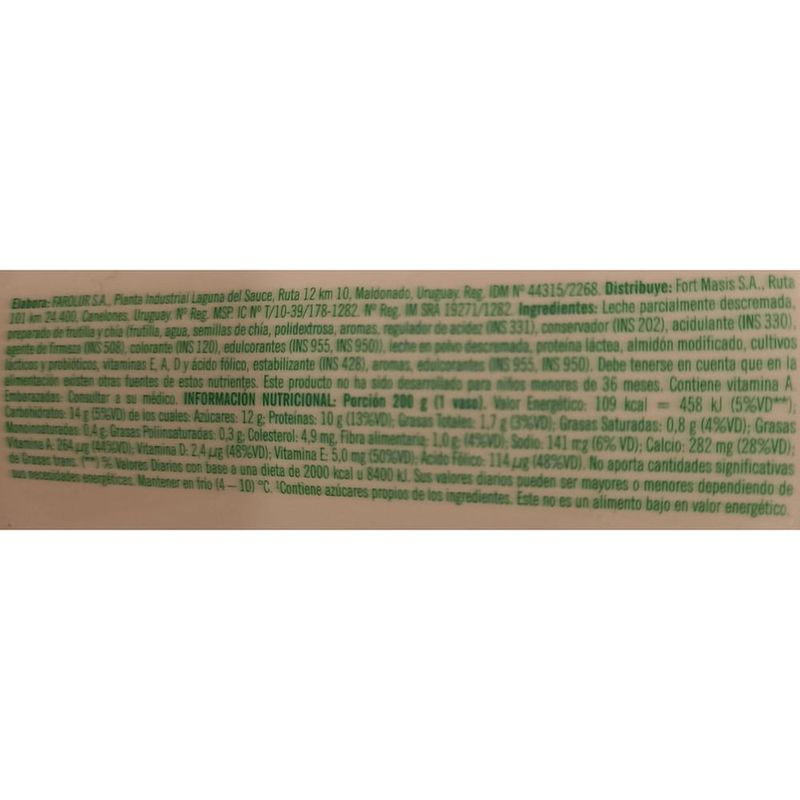 Elabora: FAROLUR S.A., Planta Industrial Laguna del Sauce, Ruta 12 km 10, Maldonado, Uruguay. Reg. IDM Nº 44315/2268. Distribuye: Fort Masis S.A., Ruta
101 km 24.400, Canelones, Uruguay. Nº Reg. MSP. IC Nº T/10-39/178-1282. Nº Reg. IM SRA 19271/1282. Ingredientes: Leche parcialmente descremada,
preparado de frutilla y chía (frutilla, agua, semillas de chía, polidextrosa, aromas, regulador de acidez (INS 331), conservador (INS 202), acidulante (INS 330),
agente de firmeza (INS 508), colorante (INS 120), edulcorantes (INS 955, INS 950)), leche en polvo descremada, proteína láctea, almidón modificado, cultivos
lácticos y probióticos, vitaminas E, A, D y ácido fólico, estabilizante (INS 428), aromas, edulcorantes (INS 955, INS 950). Debe tenerse en cuenta que en la
alimentación existen otras fuentes de estos nutrientes. Este producto no ha sido desarrollado para niños menores de 36 meses. Contiene vitamina A.
Embarazadas: Consultar a su médico. INFORMACIÓN NUTRICIONAL: Porción 200 g (1 vaso). Valor Energético: 109 kcal = 458 kJ (5%VD**);
Carbohidratos: 14 g (5%VD) de los cuales: Azúcares: 12 g; Proteínas: 10 g (13%VD); Grasas Totales: 1,7 g (3%VD); Grasas Saturadas: 0,8 g (4%VD); Grasas
Monoinsaturadas: 0,4 g; Grasas Poliinsaturadas: 0,3 g; Colesterol: 4,9 mg, Fibra alimentaria: 1,0 g (4%VD); Sodio: 141 mg (6% VD); Calcio: 282 mg (28%VD);
Vitamina A: 264 µg (44%VD); Vitamina D: 2,4 µg (48%VD); Vitamina E: 5,0 mg (50%VD); Ácido Fólico: 114 µg (48%VD). No aporta cantidades significativas
de Grasas trans. (**) % Valores Diarios con base a una dieta de 2000 kcal u 8400 kJ. Sus valores diarios pueden ser mayores o menores dependiendo de
sus necesidades energéticas. Mantener en frío (4 – 10) °C. ¹Contiene azúcares propios de los ingredientes. Este no es un alimento bajo en valor energético.